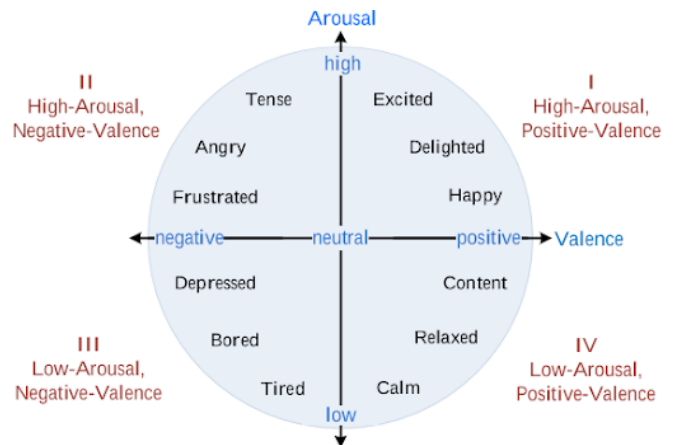 Arousal
high
II
High-Arousal,
Negative-Valence
I
High-Arousal,
Positive-Valence
Tense
Excited
Angry
Delighted
Frustrated
Happy
negative
neutral
positive
Valence
Depressed
Content
Bored
Relaxed
III
Low-Arousal,
Negative-Valence
IV
Low-Arousal,
Positive-Valence
Tired
Calm
low